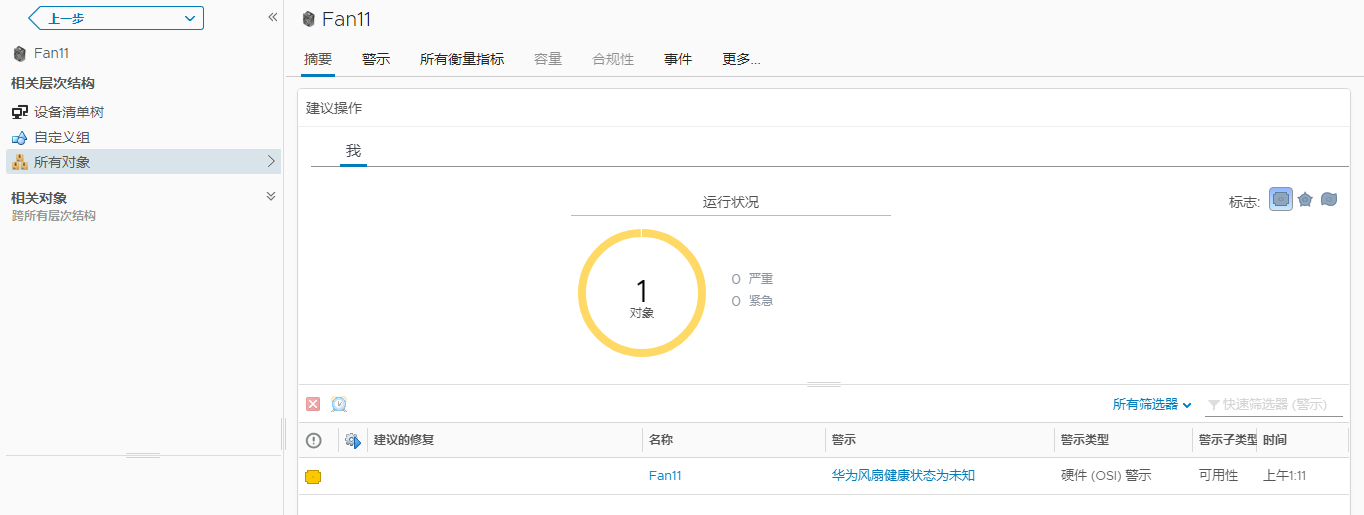 上一步
Fan11
相关层次结构
设备清单树
自定义组
所有对象
相关对象
跨所有层次结构
Fan11
摘要 警示 所有衡量指标 容量 合规性 事件 更多...
建议操作
我
运行状况
标志:
1
对象
0 严重
0 紧急
所有筛选器 快速筛选器 (警示)
建议的修复 名称 警示 警示类型 警示子类型 时间
Fan11 华为风扇健康状态为未知 硬件 (OSI) 警示 可用性 上午1:11